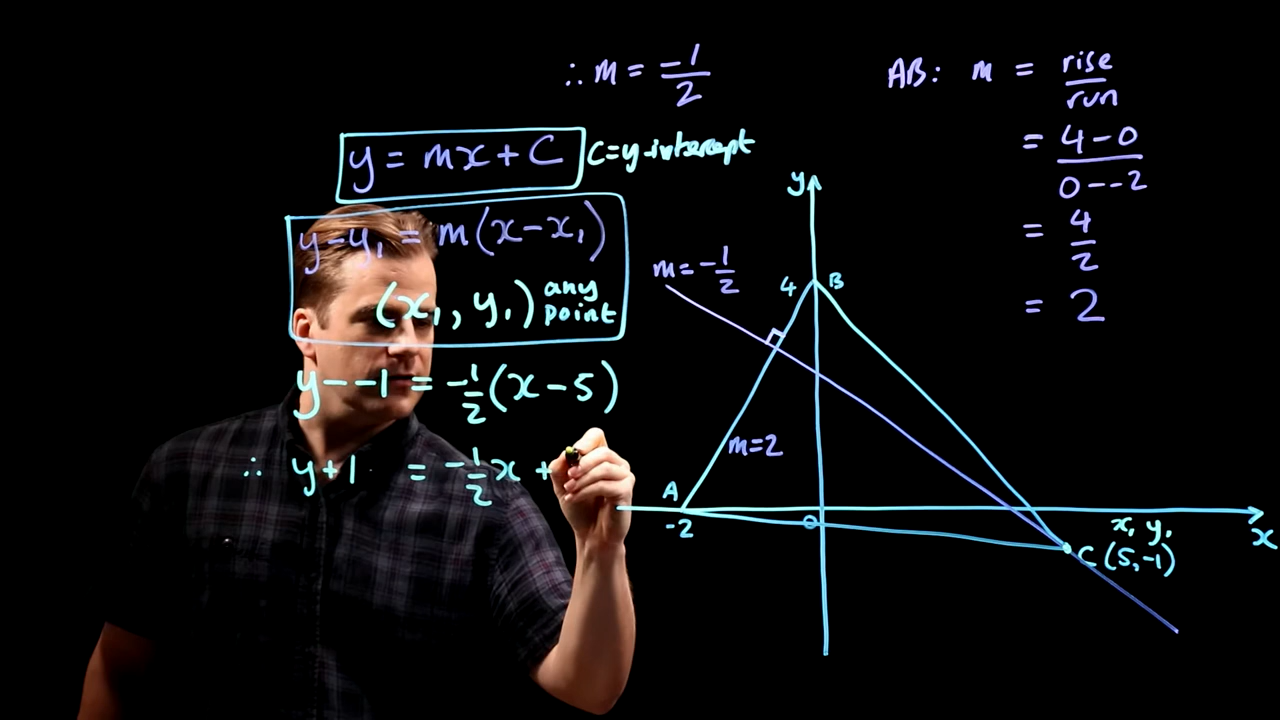 ∴ m = -1/2
y = mx + C
C = y-intercept
y - y₁ = m(x - x₁)
(x₁, y₁) any point
y - -1 = -1/2(x - 5)
∴ y + 1 = -1/2x +
AB: m = rise/run
= 4 - 0/0 - -2
= 4/2
= 2
y
m = -1/2
4 B
m = 2
A
-2
0
x₁ y₁
x
C (5, -1)